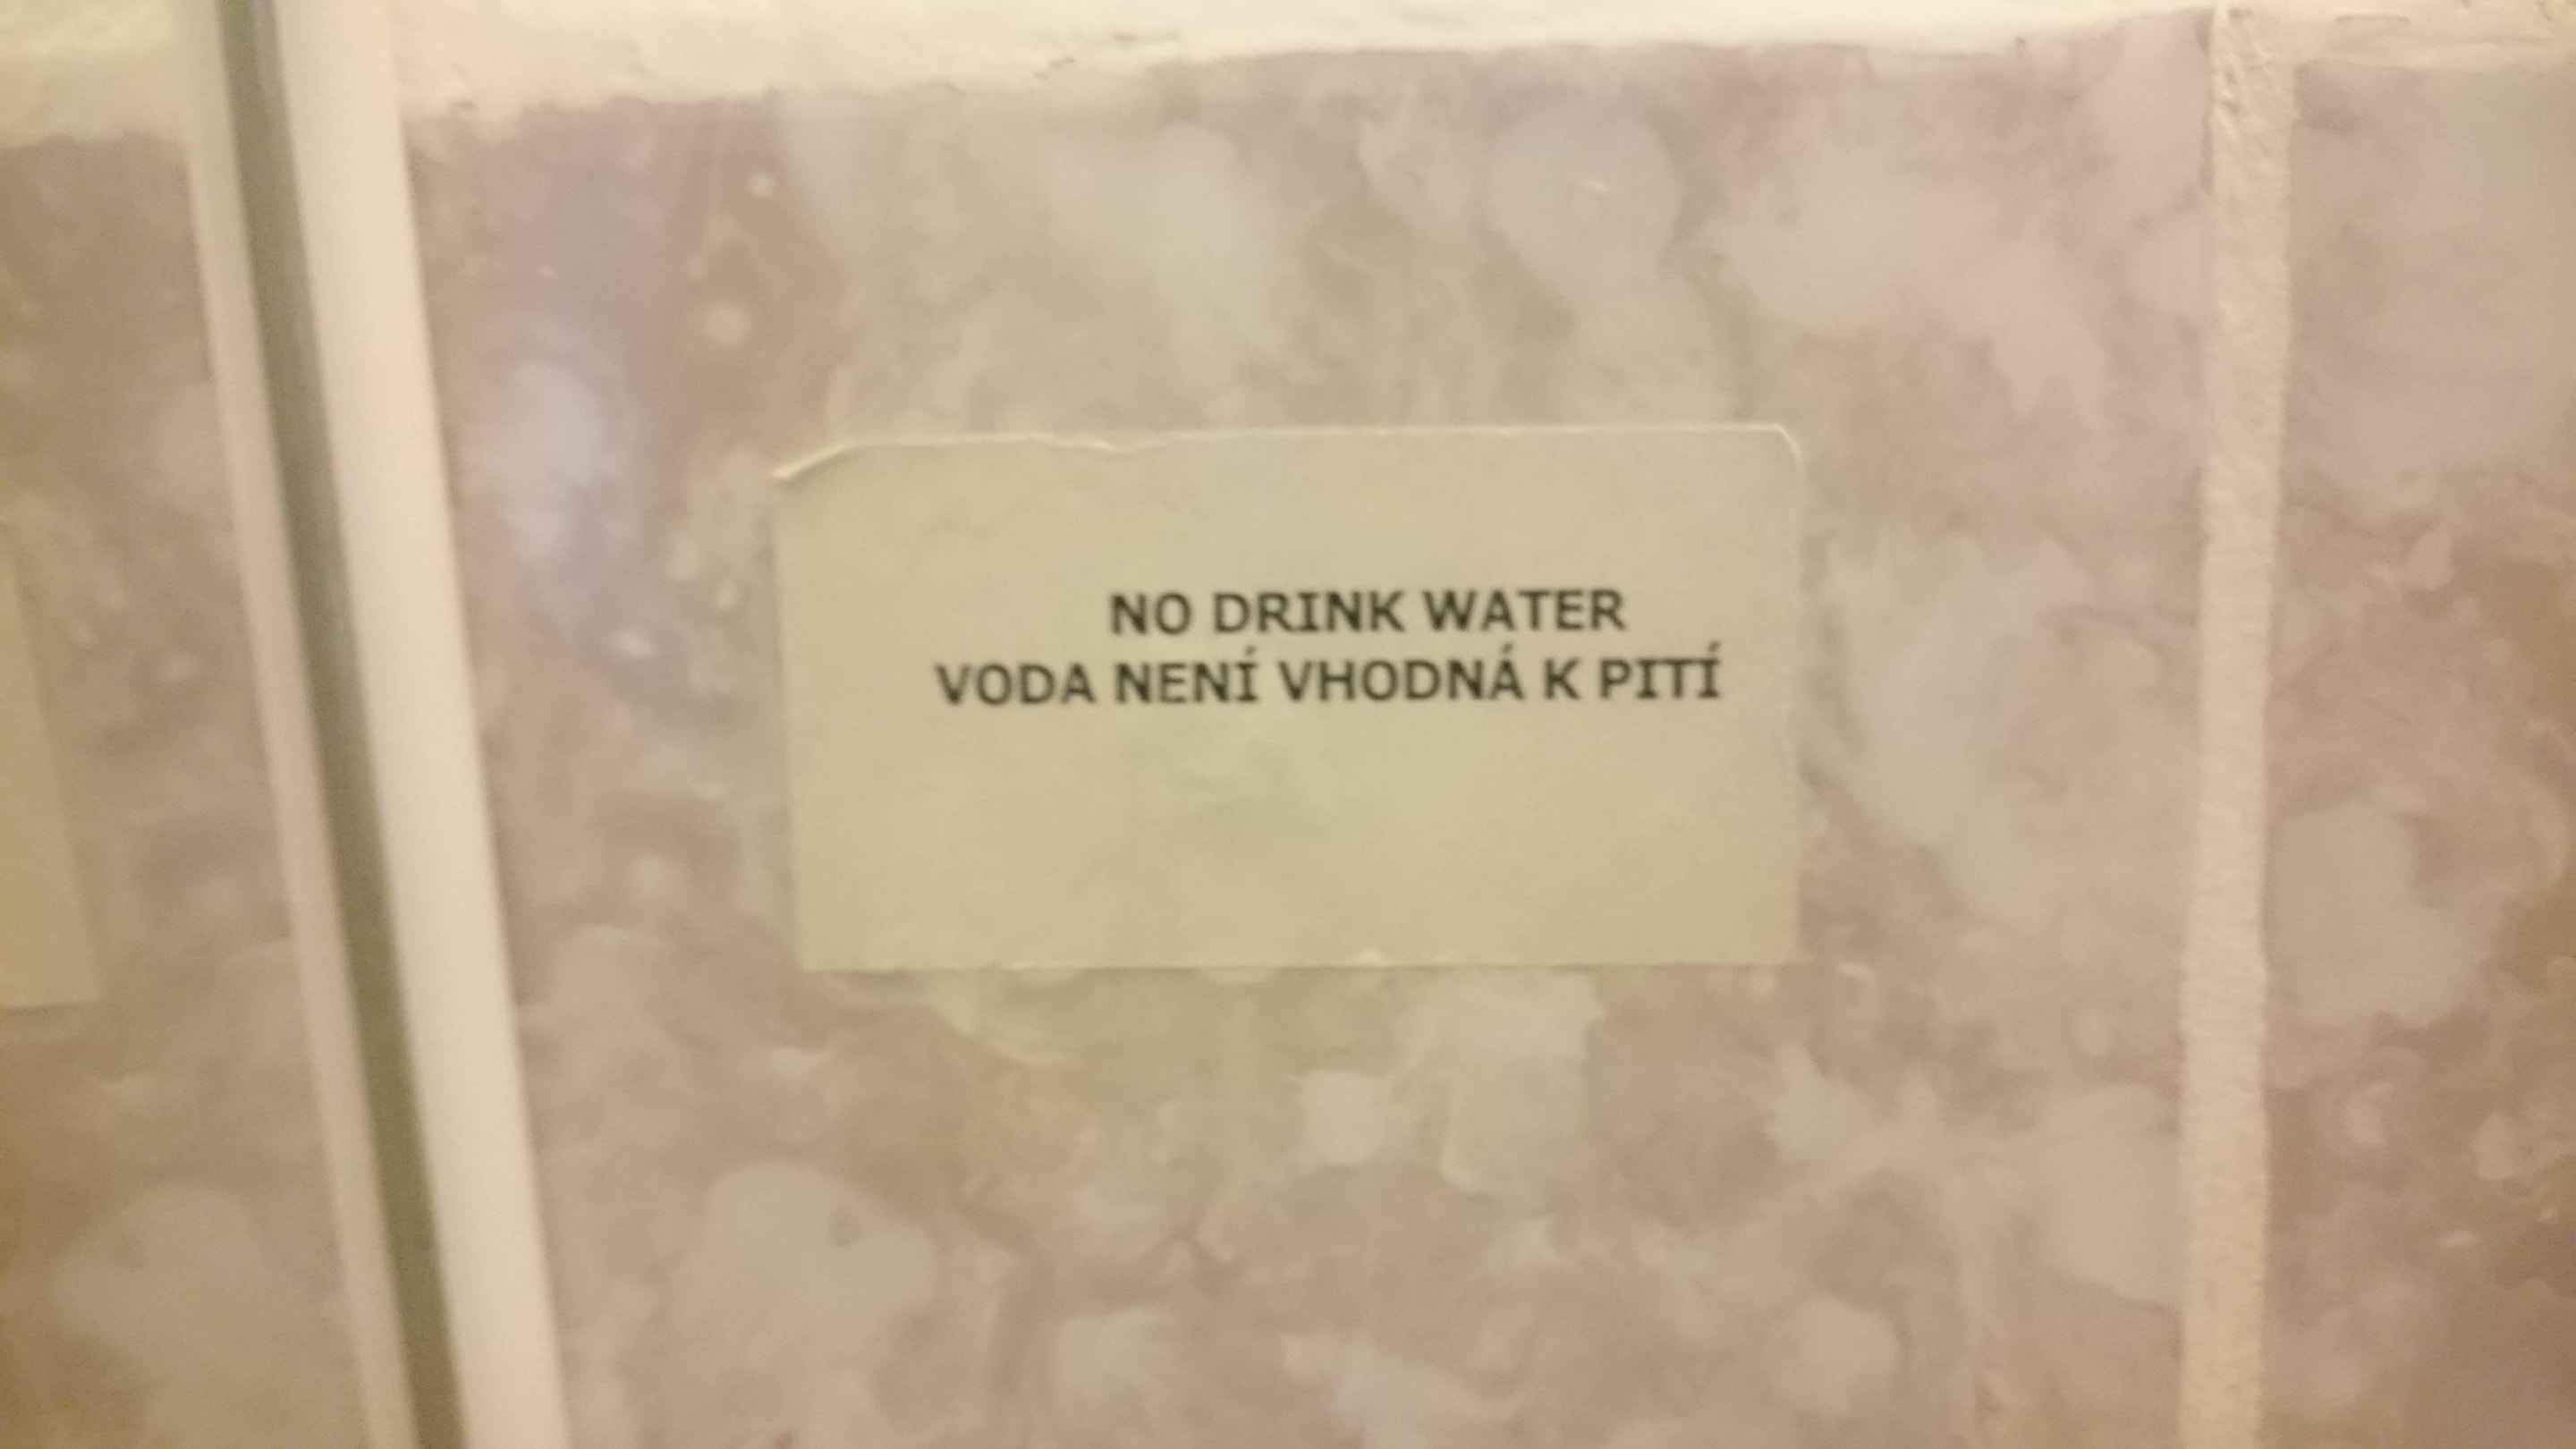 NO DRINK WATER
VODA NENÍ VHODNÁ K PITÍ